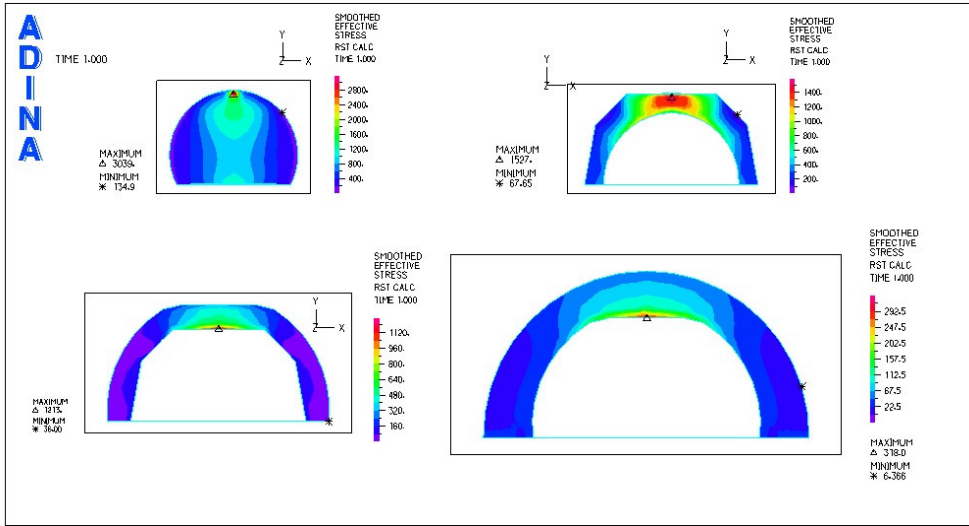 ADINA
TIME 1.000
SMOOTHED
EFFECTIVE
STRESS
RST CALC
TIME 1.000
Y
Z X
2800.
2400.
2000.
1600.
1200.
800.
400.
MAXIMUM
△ 3039.
MINIMUM
✳ 134.9
SMOOTHED
EFFECTIVE
STRESS
RST CALC
TIME 1.000
Y
Z X
Y
Z X
1400.
1200.
1000.
800.
600.
400.
200.
MAXIMUM
△ 1527.
MINIMUM
✳ 67.65
SMOOTHED
EFFECTIVE
STRESS
RST CALC
TIME 1.000
Y
Z X
1120.
960.
800.
640.
480.
320.
160.
MAXIMUM
△ 1213.
MINIMUM
✳ 36.00
SMOOTHED
EFFECTIVE
STRESS
RST CALC
TIME 1.000
292.5
247.5
202.5
157.5
112.5
67.5
22.5
MAXIMUM
△ 318.0
MINIMUM
✳ 6.366